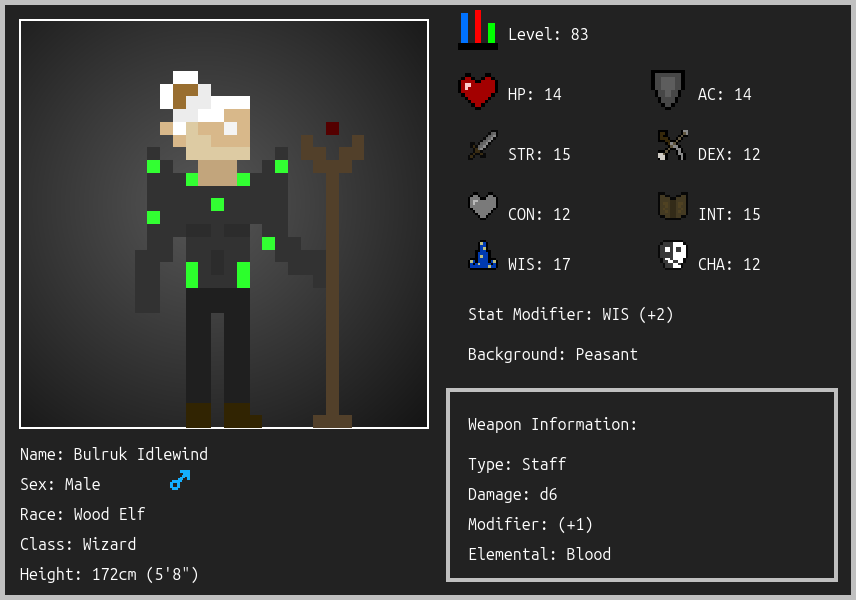 Level: 83
HP: 14
AC: 14
STR: 15
DEX: 12
CON: 12
INT: 15
WIS: 17
CHA: 12
Stat Modifier: WIS (+2)
Background: Peasant
Weapon Information:
Type: Staff
Damage: d6
Modifier: (+1)
Elemental: Blood
Name: Bulruk Idlewind
Sex: Male
Race: Wood Elf
Class: Wizard
Height: 172cm (5'8")